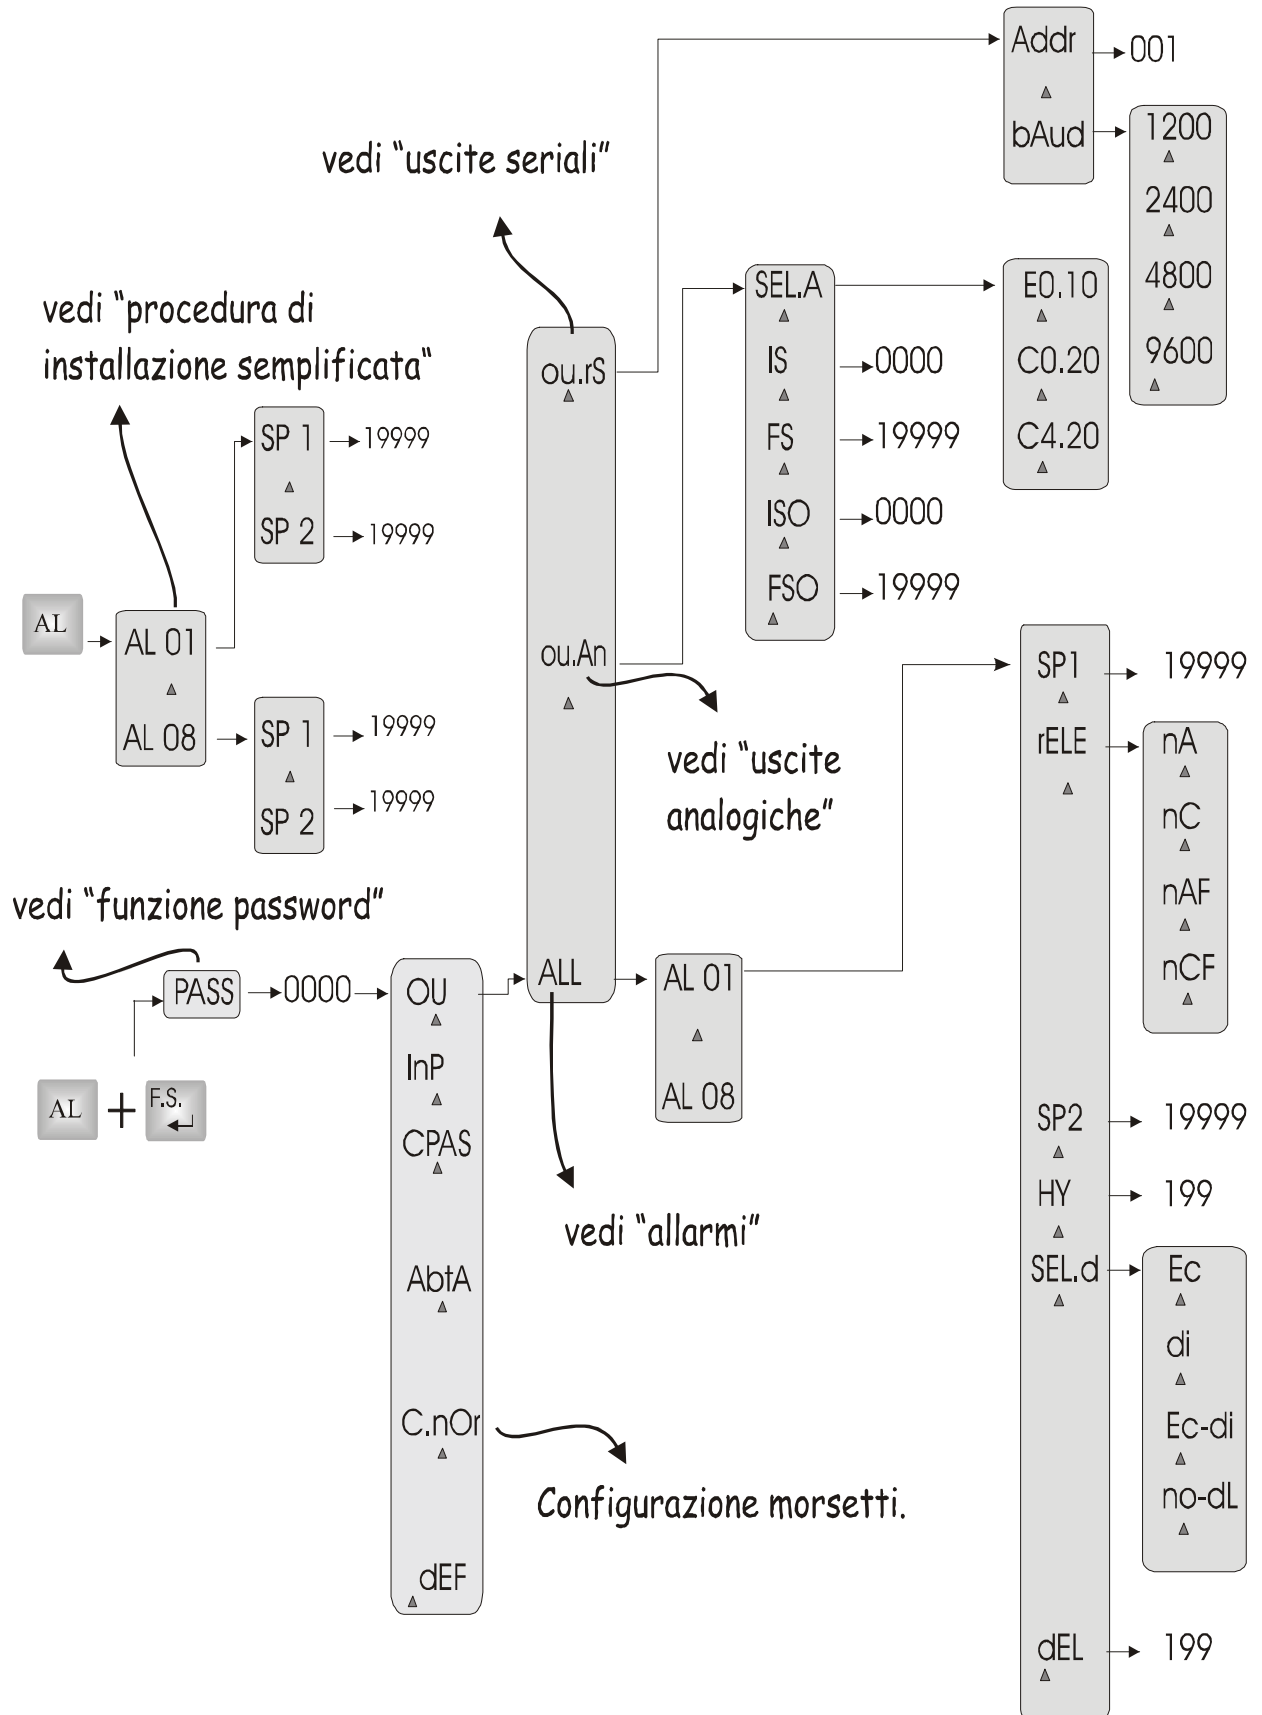 Addr
001
bAud
1200
2400
4800
9600
vedi “uscite seriali”
SEL.A
E0.10
C0.20
C4.20
IS
0000
FS
19999
ISO
0000
FSO
19999
vedi “procedura di
installazione semplificata“
ou.rS
SP 1
19999
SP 2
19999
AL
AL 01
AL 08
SP 1
19999
SP 2
19999
ou.An
vedi “uscite
analogiche”
SP1
19999
rELE
nA
nC
nAF
nCF
vedi “funzione password”
PASS
0000
OU
ALL
AL 01
AL 08
InP
CPAS
AL
+
F.S.
AbtA
vedi “allarmi”
C.nOr
Configurazione morsetti.
dEF
SP2
19999
HY
199
SEL.d
Ec
di
Ec-di
no-dL
dEL
199